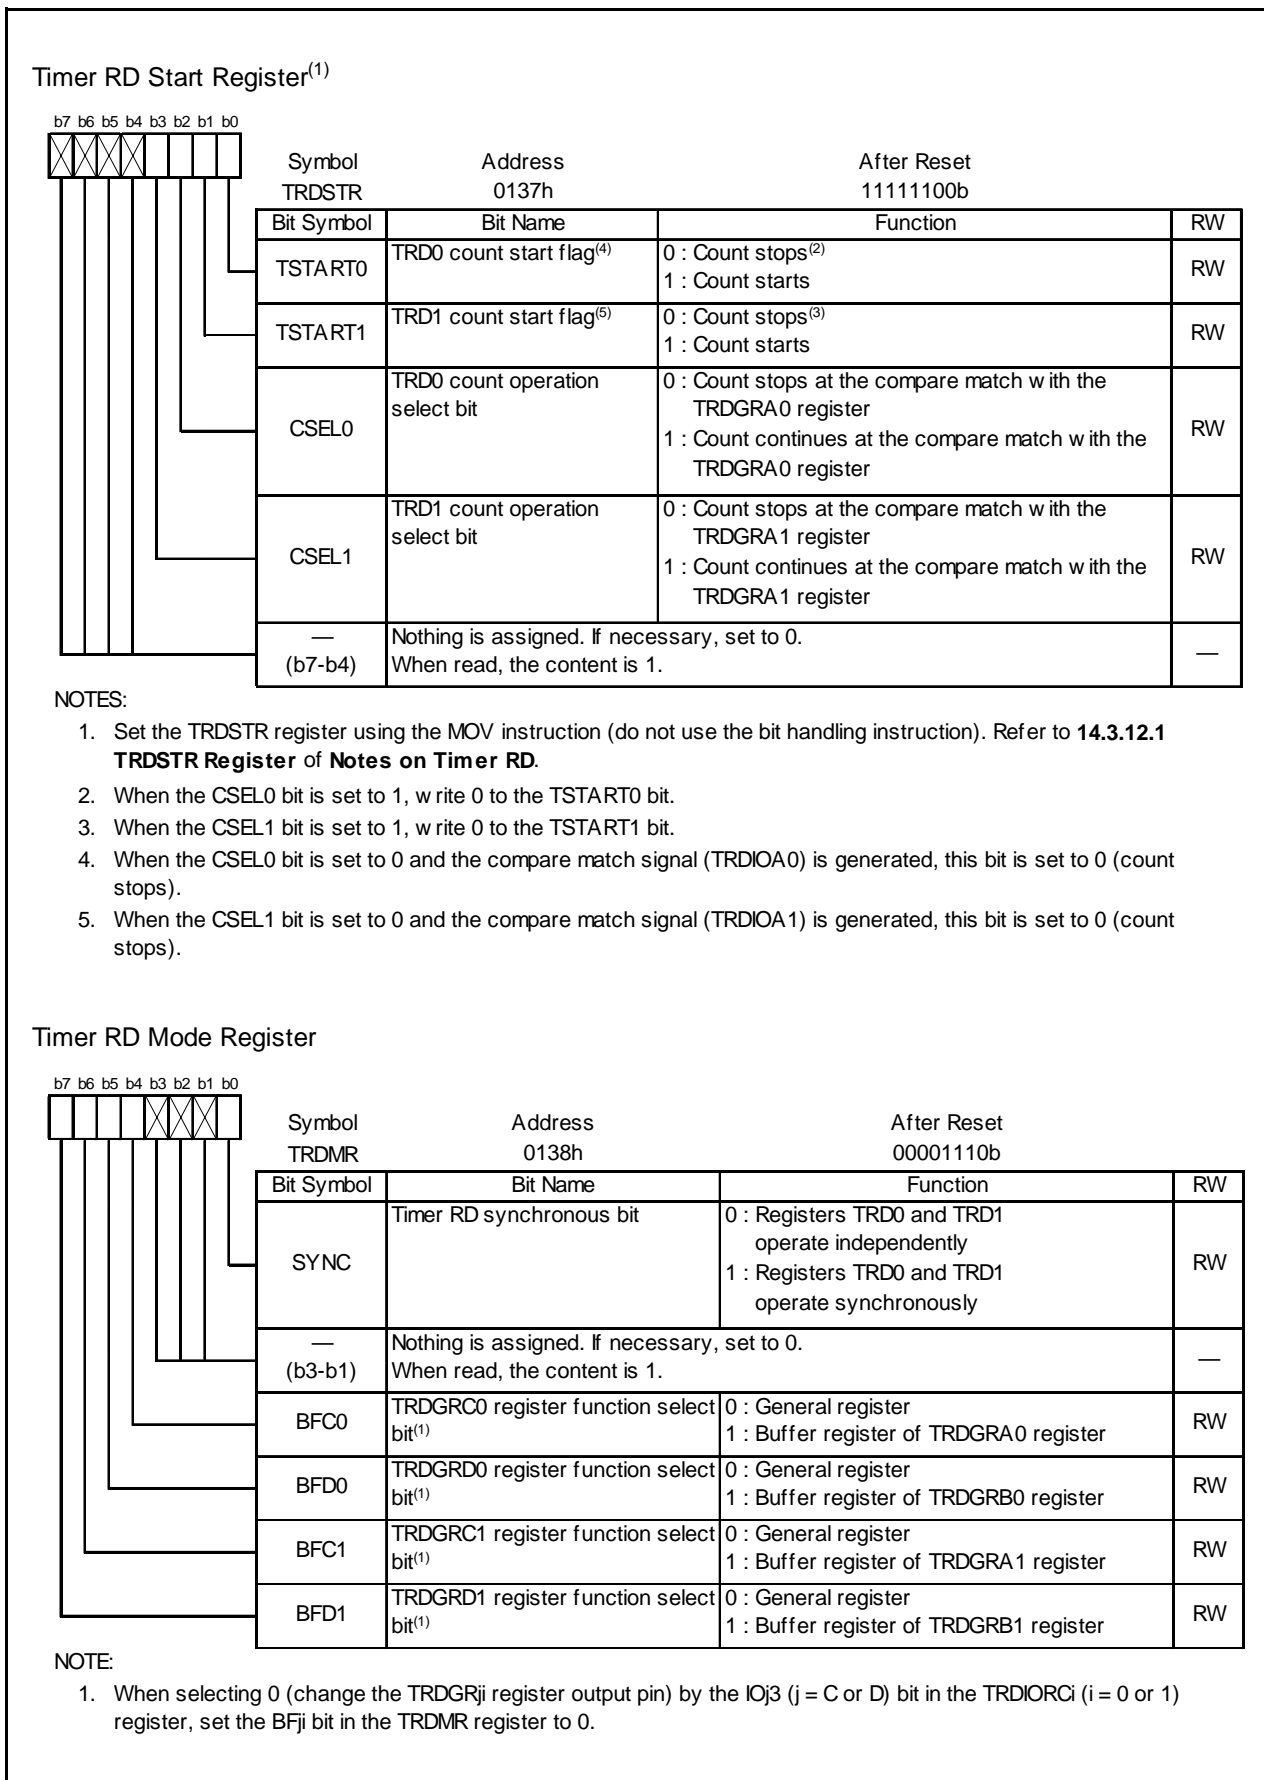 Timer RD Start Register(1)
b7 b6 b5 b4 b3 b2 b1 b0
Symbol Address After Reset
TRDSTR 0137h 11111100b
Bit Symbol Bit Name Function RW
TSTART0 TRD0 count start flag(4) 0 : Count stops(2) RW
1 : Count starts
TSTART1 TRD1 count start flag(5) 0 : Count stops(3) RW
1 : Count starts
CSEL0 TRD0 count operation 0 : Count stops at the compare match with the RW
select bit TRDGRA0 register
1 : Count continues at the compare match with the
TRDGRA0 register
CSEL1 TRD1 count operation 0 : Count stops at the compare match with the RW
select bit TRDGRA1 register
1 : Count continues at the compare match with the
TRDGRA1 register
— Nothing is assigned. If necessary, set to 0. —
(b7-b4) When read, the content is 1.
NOTES:
1. Set the TRDSTR register using the MOV instruction (do not use the bit handling instruction). Refer to 14.3.12.1
TRDSTR Register of Notes on Timer RD.
2. When the CSEL0 bit is set to 1, write 0 to the TSTART0 bit.
3. When the CSEL1 bit is set to 1, write 0 to the TSTART1 bit.
4. When the CSEL0 bit is set to 0 and the compare match signal (TRDIOA0) is generated, this bit is set to 0 (count
stops).
5. When the CSEL1 bit is set to 0 and the compare match signal (TRDIOA1) is generated, this bit is set to 0 (count
stops).
Timer RD Mode Register
b7 b6 b5 b4 b3 b2 b1 b0
Symbol Address After Reset
TRDMR 0138h 00001110b
Bit Symbol Bit Name Function RW
SYNC Timer RD synchronous bit 0 : Registers TRD0 and TRD1 RW
operate independently
1 : Registers TRD0 and TRD1
operate synchronously
— Nothing is assigned. If necessary, set to 0. —
(b3-b1) When read, the content is 1.
BFC0 TRDGRC0 register function select 0 : General register RW
bit(1) 1 : Buffer register of TRDGRA0 register
BFD0 TRDGRD0 register function select 0 : General register RW
bit(1) 1 : Buffer register of TRDGRB0 register
BFC1 TRDGRC1 register function select 0 : General register RW
bit(1) 1 : Buffer register of TRDGRA1 register
BFD1 TRDGRD1 register function select 0 : General register RW
bit(1) 1 : Buffer register of TRDGRB1 register
NOTE:
1. When selecting 0 (change the TRDGRji register output pin) by the IOj3 (j = C or D) bit in the TRDIORCi (i = 0 or 1)
register, set the BFji bit in the TRDMR register to 0.